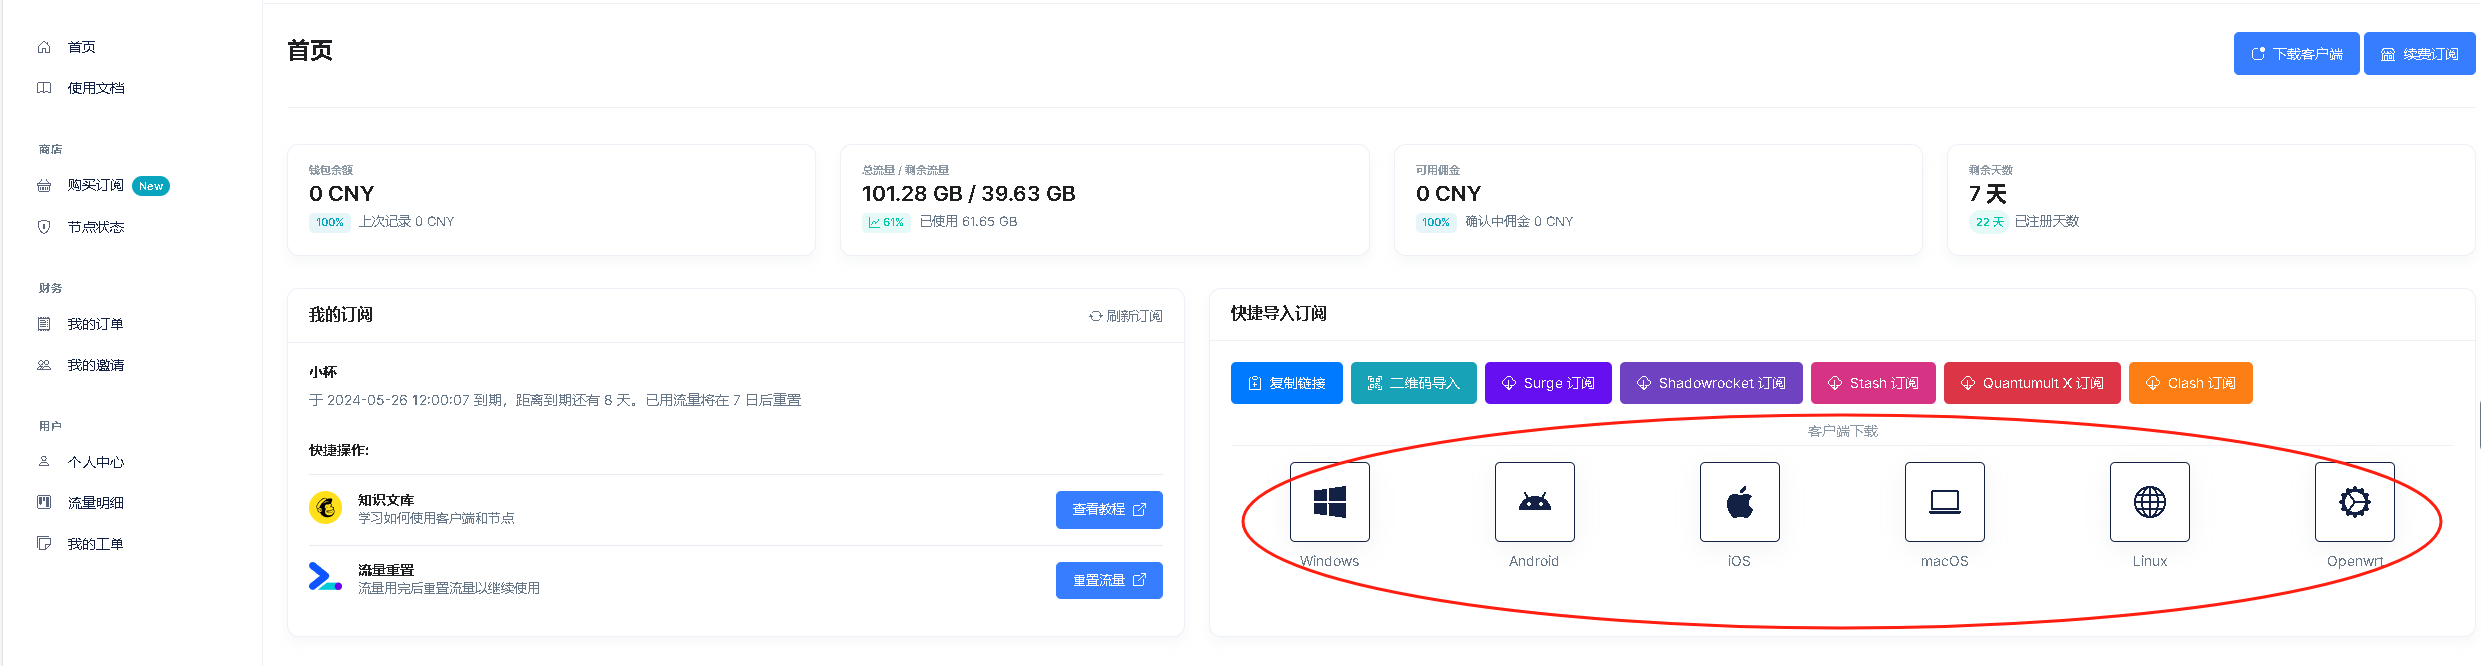 首页
使用文档
商店
购买订阅 New
节点状态
财务
我的订单
我的邀请
用户
个人中心
流量明细
我的工单
首页
下载客户端
续费订阅
钱包余额
0 CNY
100% 上次记录 0 CNY
总流量 / 剩余流量
101.28 GB / 39.63 GB
61% 已使用 61.65 GB
可用佣金
0 CNY
100% 确认中佣金 0 CNY
剩余天数
7 天
22 天 已注册天数
我的订阅
刷新订阅
小杯
于 2024-05-26 12:00:07 到期，距离到期还有 8 天。已用流量将在 7 日后重置
快捷操作:
知识文库
学习如何使用客户端和节点
查看教程
流量重置
流量用完后重置流量以继续使用
重置流量
快捷导入订阅
复制链接
二维码导入
Surge 订阅
Shadowrocket 订阅
Stash 订阅
Quantumult X 订阅
Clash 订阅
客户端下载
Windows
Android
iOS
macOS
Linux
Openwrt